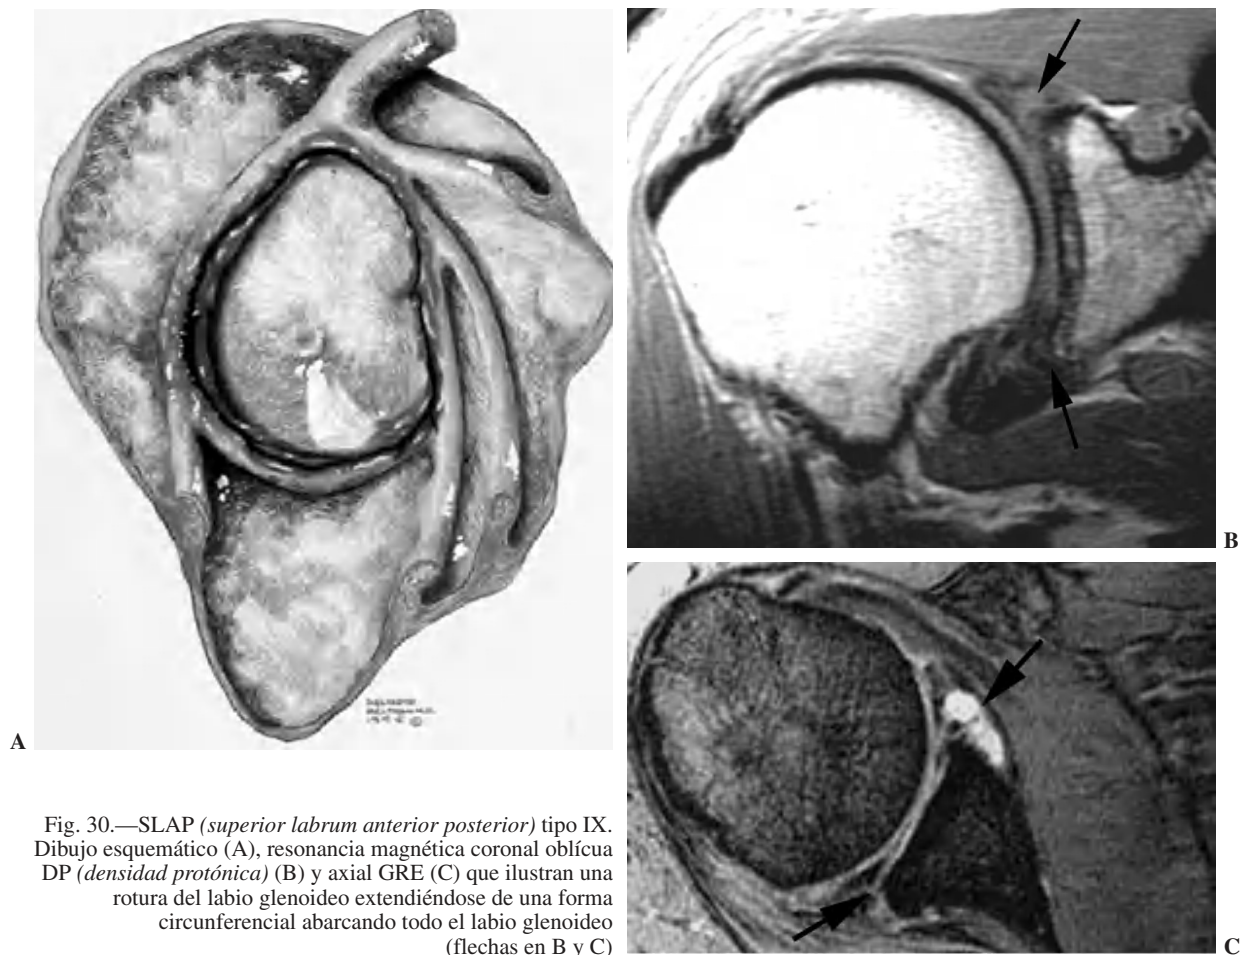 A
B
C
Fig. 30.—SLAP (superior labrum anterior posterior) tipo IX.
Dibujo esquemático (A), resonancia magnética coronal oblícua
DP (densidad protónica) (B) y axial GRE (C) que ilustran una
rotura del labio glenoideo extendiéndose de una forma
circunferencial abarcando todo el labio glenoideo
(flechas en B y C)